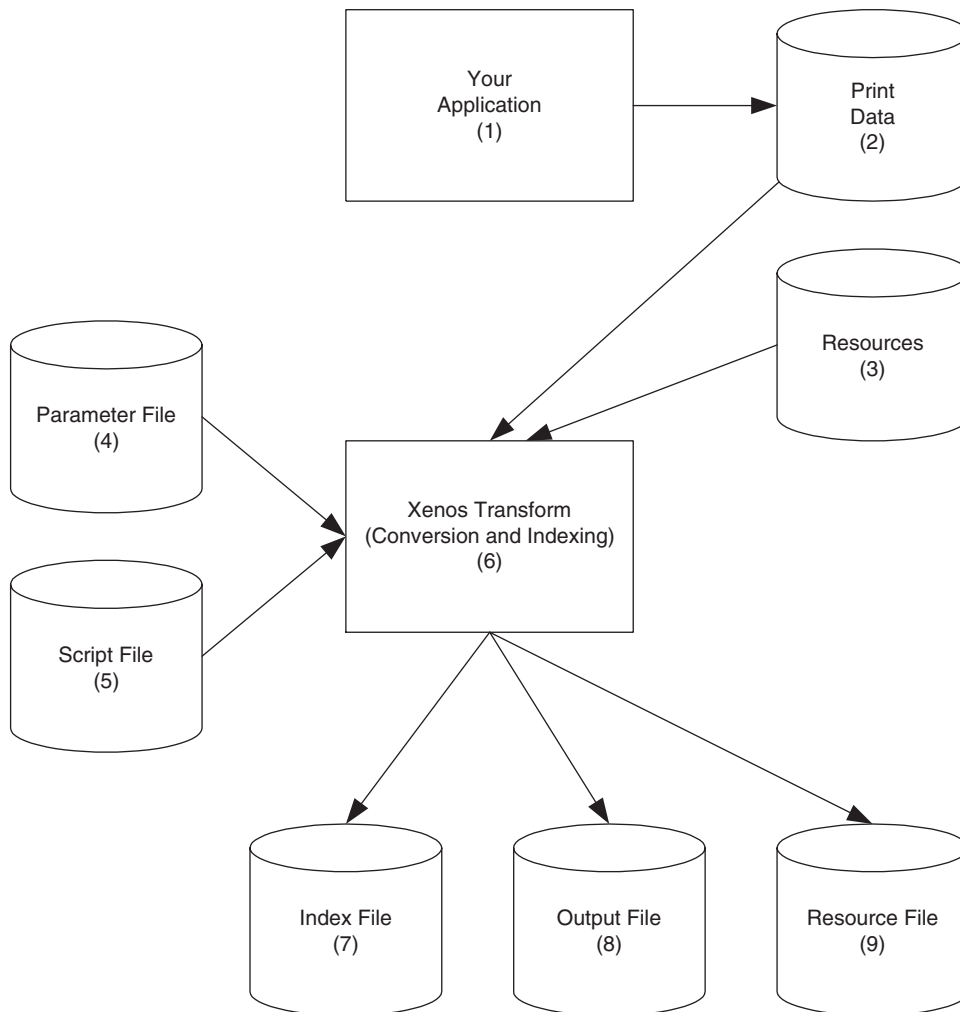 Your
Application
(1)
Print
Data
(2)
Resources
(3)
Parameter File
(4)
Xenos Transform
(Conversion and Indexing)
(6)
Script File
(5)
Index File
(7)
Output File
(8)
Resource File
(9)